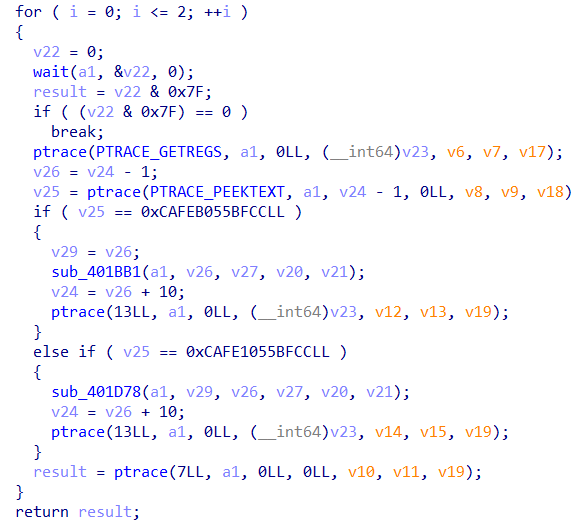 for ( i = 0; i <= 2; ++i )
{
  v22 = 0;
  wait(a1, &v22, 0);
  result = v22 & 0x7F;
  if ( (v22 & 0x7F) == 0 )
    break;
  ptrace(PTRACE_GETREGS, a1, 0LL, (__int64)v23, v6, v7, v17);
  v26 = v24 - 1;
  v25 = ptrace(PTRACE_PEEKTEXT, a1, v24 - 1, 0LL, v8, v9, v18)
  if ( v25 == 0xCAFEB055BFCCLL )
  {
    v29 = v26;
    sub_401BB1(a1, v26, v27, v20, v21);
    v24 = v26 + 10;
    ptrace(13LL, a1, 0LL, (__int64)v23, v12, v13, v19);
  }
  else if ( v25 == 0xCAFE1055BFCCLL )
  {
    sub_401D78(a1, v29, v26, v27, v20, v21);
    v24 = v26 + 10;
    ptrace(13LL, a1, 0LL, (__int64)v23, v14, v15, v19);
  }
  result = ptrace(7LL, a1, 0LL, 0LL, v10, v11, v19);
}
return result;